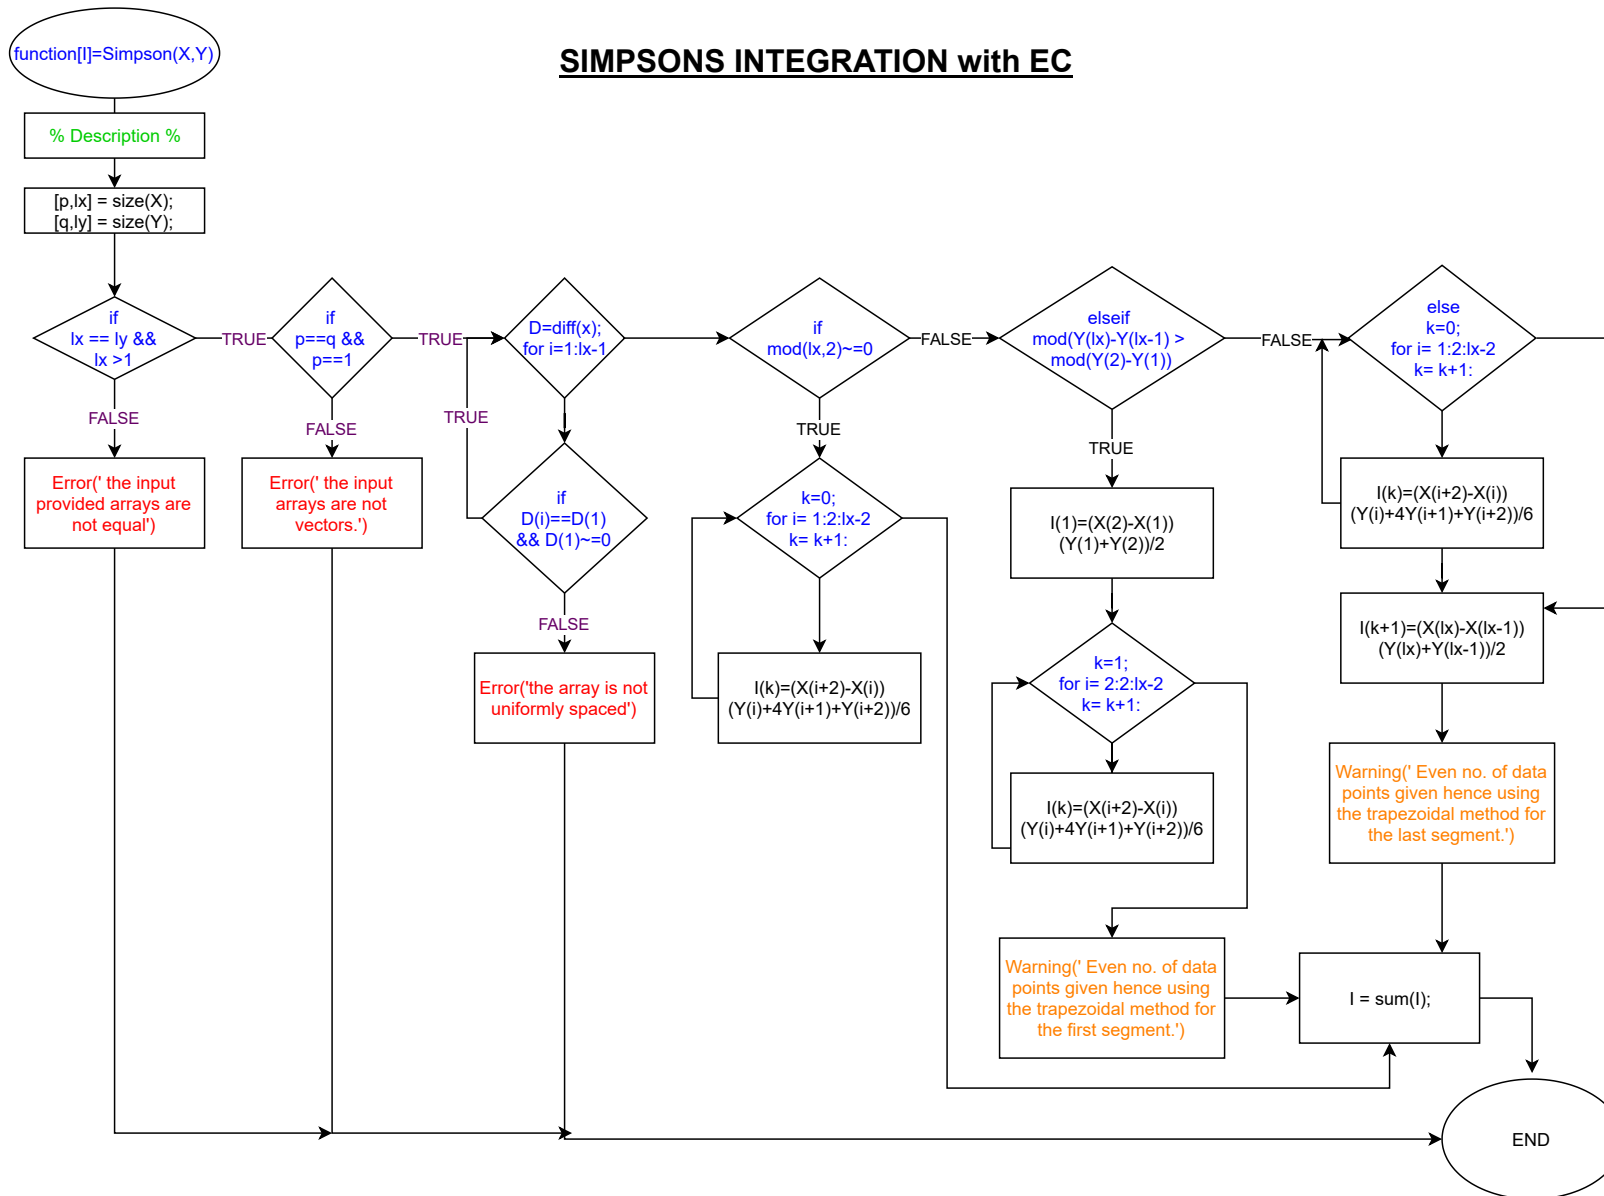 function[I]=Simpson(X,Y)
SIMPSONS INTEGRATION with EC
% Description %
[p,lx] = size(X);
[q,ly] = size(Y);
if
lx == ly &&
lx >1
TRUE
FALSE
Error(' the input
provided arrays are
not equal')
if
p==q &&
p==1
TRUE
FALSE
Error(' the input
arrays are not
vectors.')
D=diff(x);
for i=1:lx-1
TRUE
if
D(i)==D(1)
&& D(1)~=0
FALSE
Error('the array is not
uniformly spaced')
if
mod(lx,2)~=0
FALSE
TRUE
k=0;
for i= 1:2:lx-2
k= k+1:
I(k)=(X(i+2)-X(i))
(Y(i)+4Y(i+1)+Y(i+2))/6
elseif
mod(Y(lx)-Y(lx-1) >
mod(Y(2)-Y(1))
FALSE
TRUE
I(1)=(X(2)-X(1))
(Y(1)+Y(2))/2
k=1;
for i= 2:2:lx-2
k= k+1:
I(k)=(X(i+2)-X(i))
(Y(i)+4Y(i+1)+Y(i+2))/6
Warning(' Even no. of data
points given hence using
the trapezoidal method for
the first segment.')
else
k=0;
for i= 1:2:lx-2
k= k+1:
I(k)=(X(i+2)-X(i))
(Y(i)+4Y(i+1)+Y(i+2))/6
I(k+1)=(X(lx)-X(lx-1))
(Y(lx)+Y(lx-1))/2
Warning(' Even no. of data
points given hence using
the trapezoidal method for
the last segment.')
I = sum(I);
END